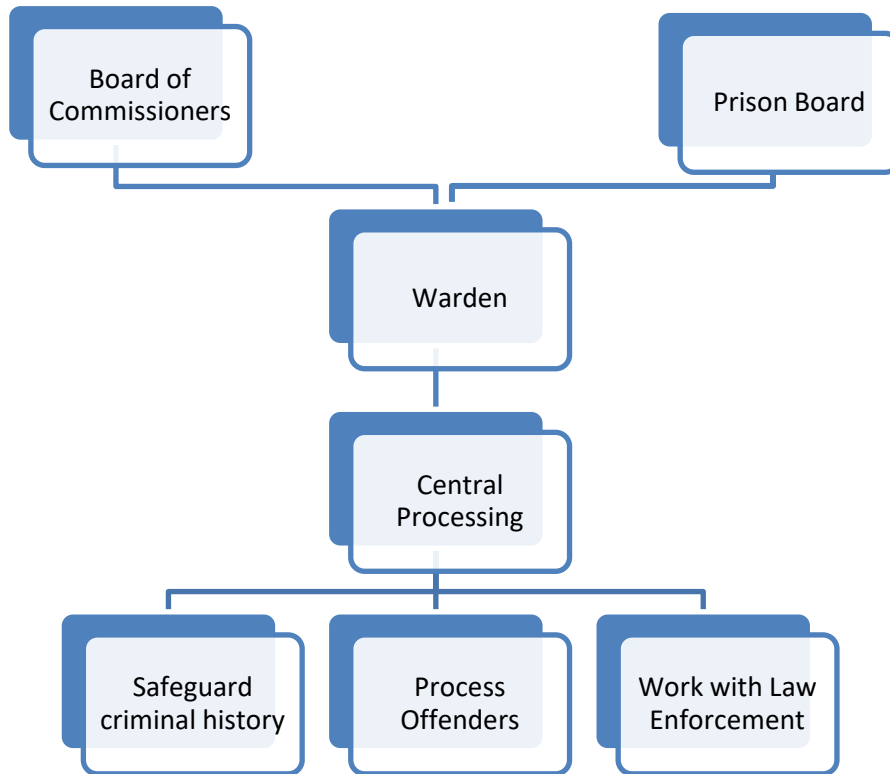 Board of
Commissioners
Prison Board
Warden
Central
Processing
Safeguard
criminal history
Process
Offenders
Work with Law
Enforcement